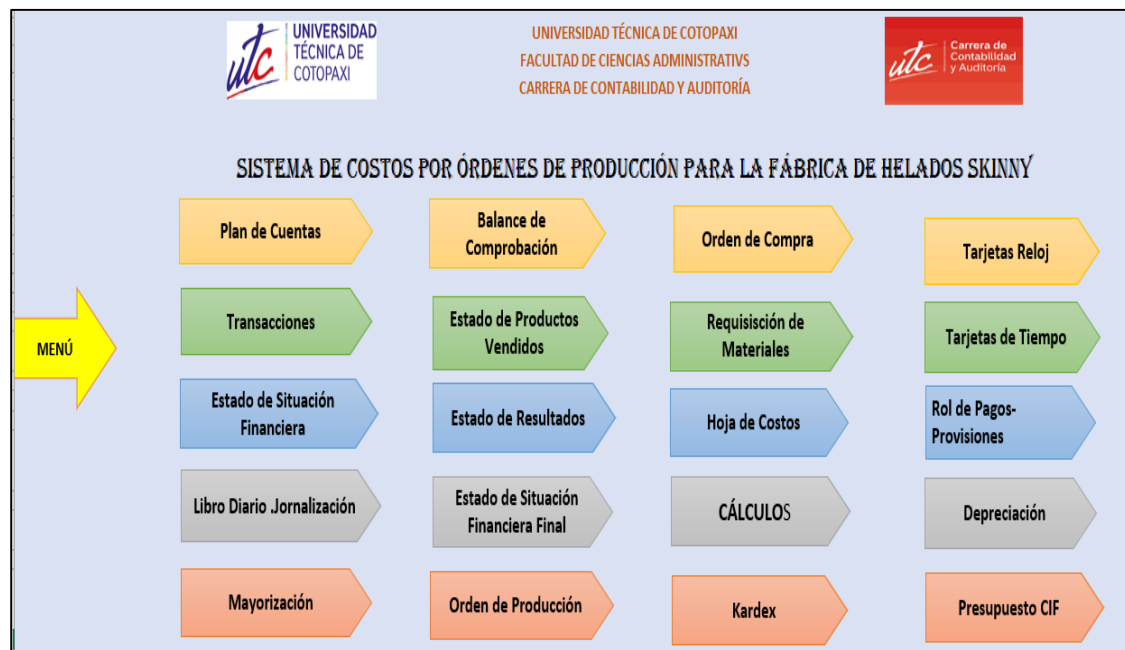 utc
UNIVERSIDAD
TÉCNICA DE
COTOPAXI
UNIVERSIDAD TÉCNICA DE COTOPAXI
FACULTAD DE CIENCIAS ADMINISTRATIVS
CARRERA DE CONTABILIDAD Y AUDITORÍA
utc
Carrera de
Contabilidad
y Auditoría
SISTEMA DE COSTOS POR ÓRDENES DE PRODUCCIÓN PARA LA FÁBRICA DE HELADOS SKINNY
MENÚ
Plan de Cuentas
Balance de
Comprobación
Orden de Compra
Tarjetas Reloj
Transacciones
Estado de Productos
Vendidos
Requisisción de
Materiales
Tarjetas de Tiempo
Estado de Situación
Financiera
Estado de Resultados
Hoja de Costos
Rol de Pagos-
Provisiones
Libro Diario .Jornalización
Estado de Situación
Financiera Final
CÁLCULOS
Depreciación
Mayorización
Orden de Producción
Kardex
Presupuesto CIF